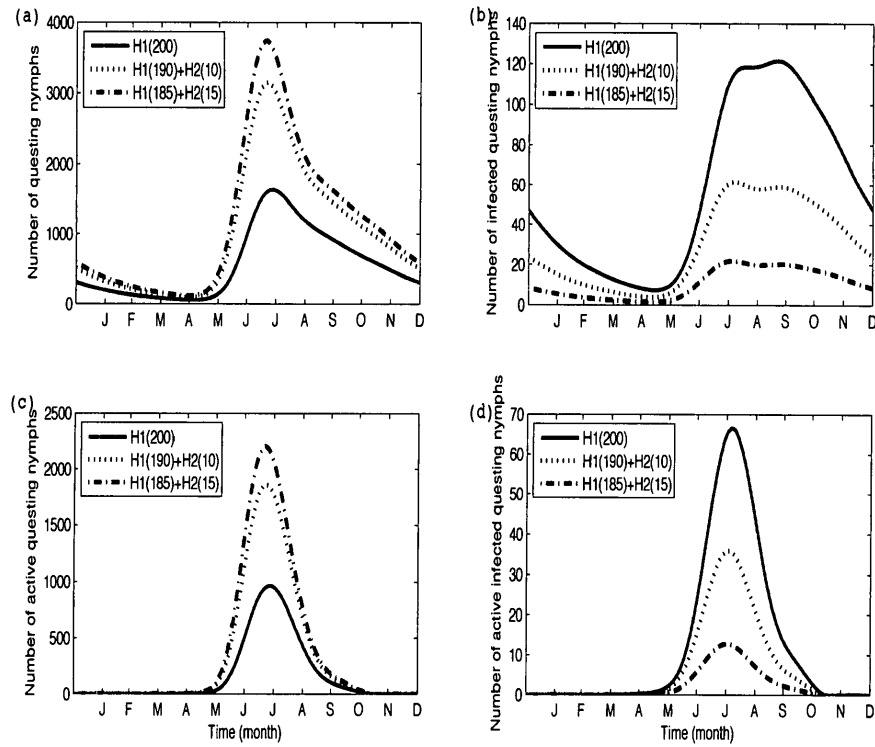 (a)
Number of questing nymphs
4000
3000
2000
1000
0
H1(200)
H1(190)+H2(10)
H1(185)+H2(15)
J F M A M J J A S O N D
(b)
Number of infected questing nymphs
140
120
100
80
60
40
20
0
H1(200)
H1(190)+H2(10)
H1(185)+H2(15)
J F M A M J J A S O N D
(c)
Number of active questing nymphs
2500
2000
1500
1000
500
0
H1(200)
H1(190)+H2(10)
H1(185)+H2(15)
J F M A M J J A S O N D
Time (month)
(d)
Number of active infected questing nymphs
70
60
50
40
30
20
10
0
H1(200)
H1(190)+H2(10)
H1(185)+H2(15)
J F M A M J J A S O N D
Time (month)